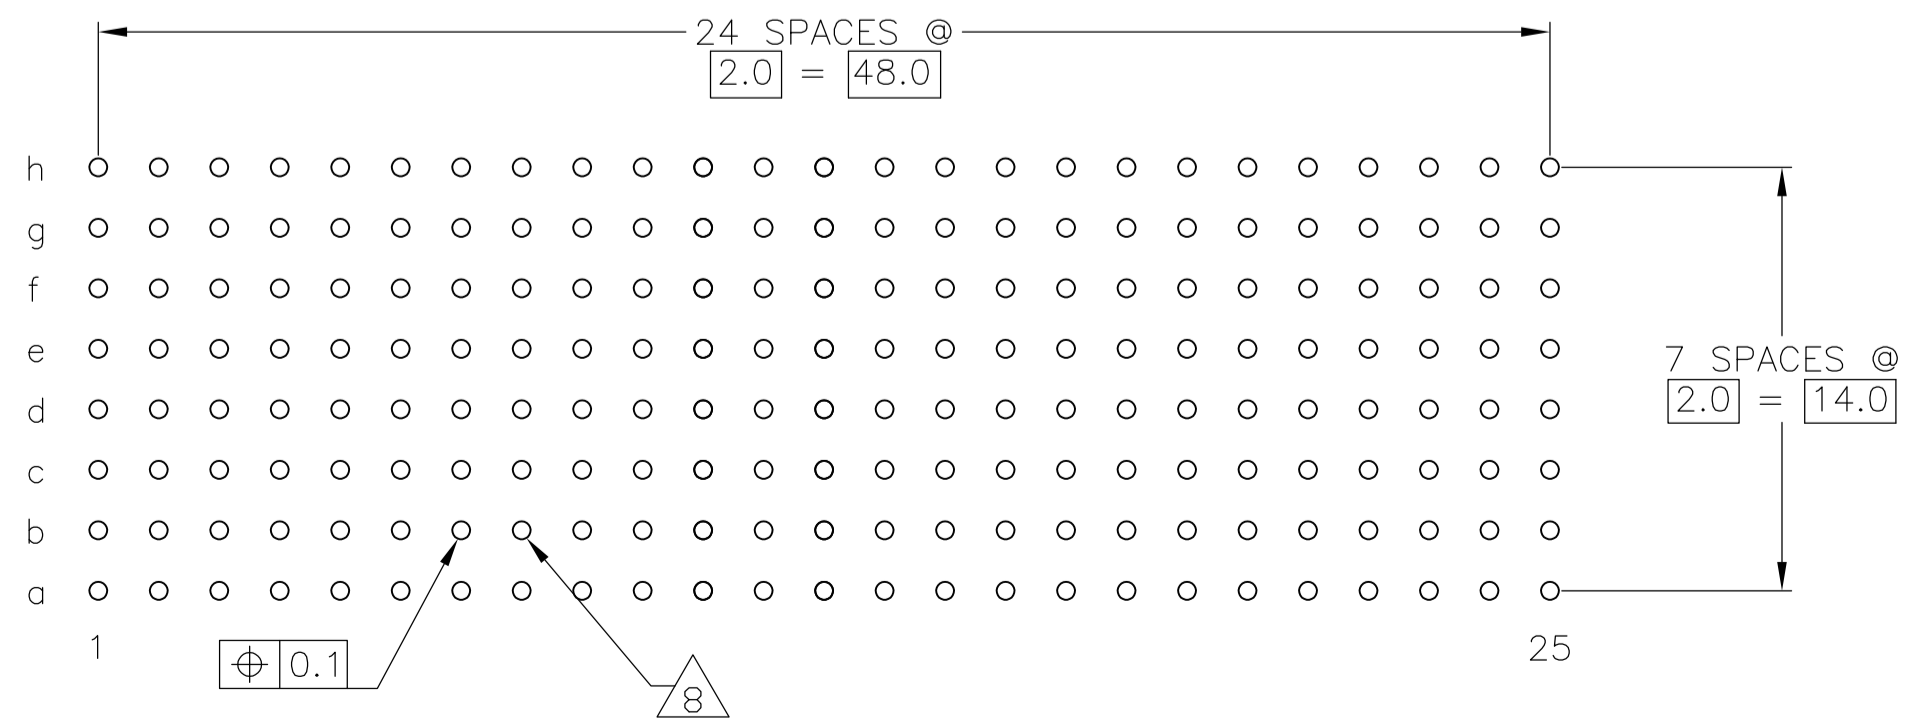 24 SPACES @
2.0 = 48.0
h
g
f
e
7 SPACES @
2.0 = 14.0
d
c
b
a
1
25
⌖ 0.1
8